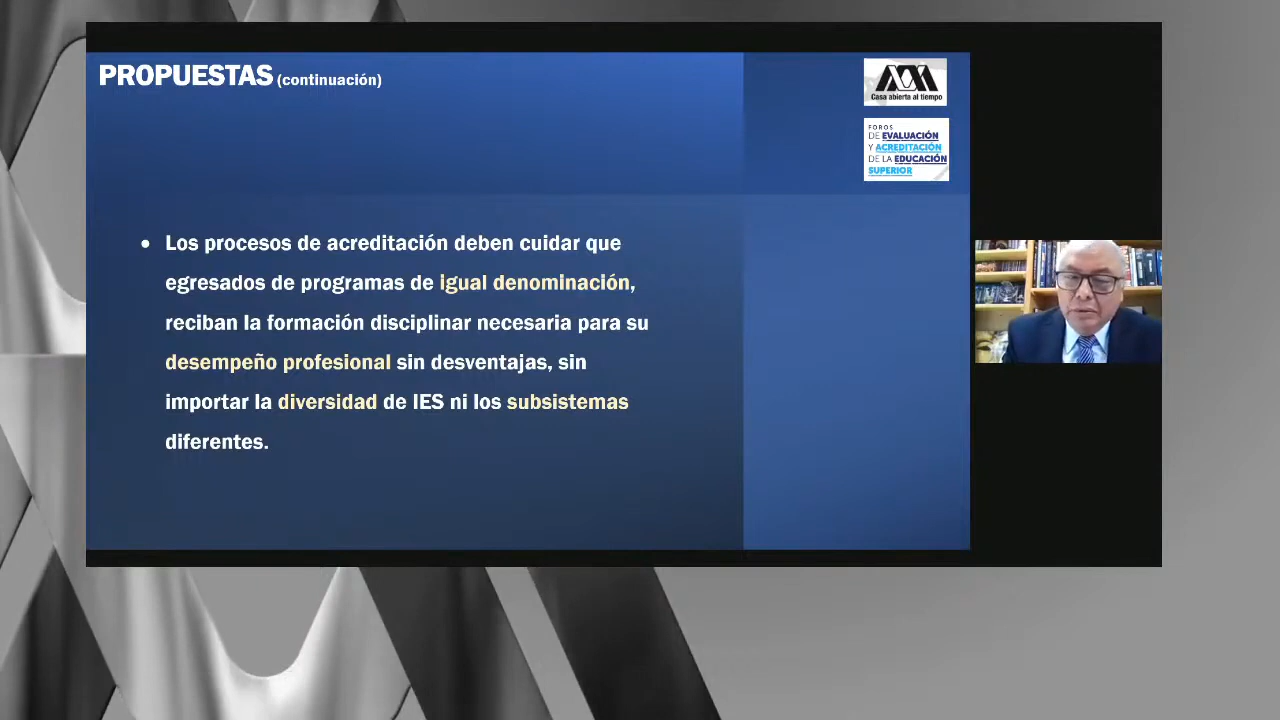 PROPUESTAS (continuación)
Casa abierta al tiempo
FOROS
DE EVALUACIÓN
Y ACREDITACIÓN
DE LA EDUCACIÓN
SUPERIOR
• Los procesos de acreditación deben cuidar que
egresados de programas de igual denominación,
reciban la formación disciplinar necesaria para su
desempeño profesional sin desventajas, sin
importar la diversidad de IES ni los subsistemas
diferentes.